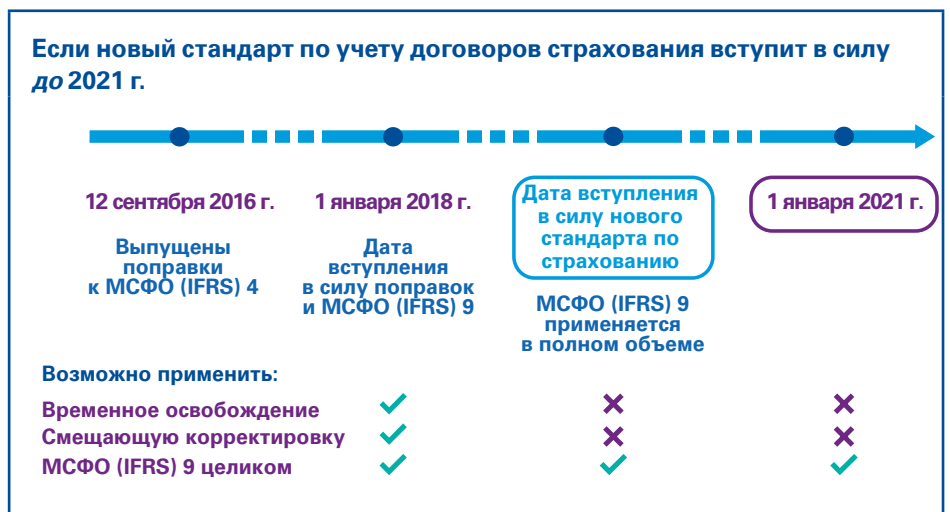 Если новый стандарт по учету договоров страхования вступит в силу
до 2021 г.
12 сентября 2016 г.
Выпущены
поправки
к МСФО (IFRS) 4
1 января 2018 г.
Дата
вступления
в силу поправок
и МСФО (IFRS) 9
Дата вступления
в силу нового
стандарта по
страхованию
МСФО (IFRS) 9
применяется
в полном объеме
1 января 2021 г.
Возможно применить:
Временное освобождение
Смещающую корректировку
МСФО (IFRS) 9 целиком